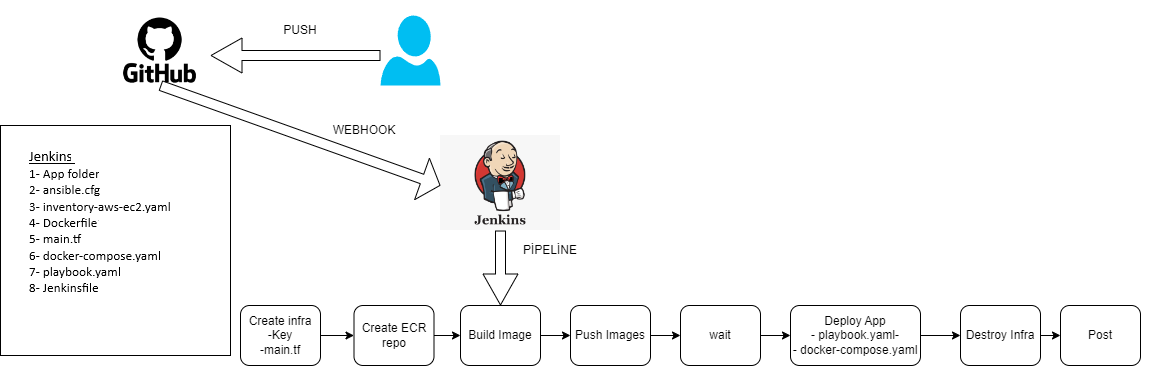 PUSH
GitHub
WEBHOOK
Jenkins
1- App folder
2- ansible.cfg
3- inventory-aws-ec2.yaml
4- Dockerfile
5- main.tf
6- docker-compose.yaml
7- playbook.yaml
8- Jenkinsfile
Jenkins
PİPELİNE
Create infra
-Key
-main.tf
Create ECR
repo
Build Image
Push Images
wait
Deploy App
- playbook.yaml-
- docker-compose.yaml
Destroy Infra
Post